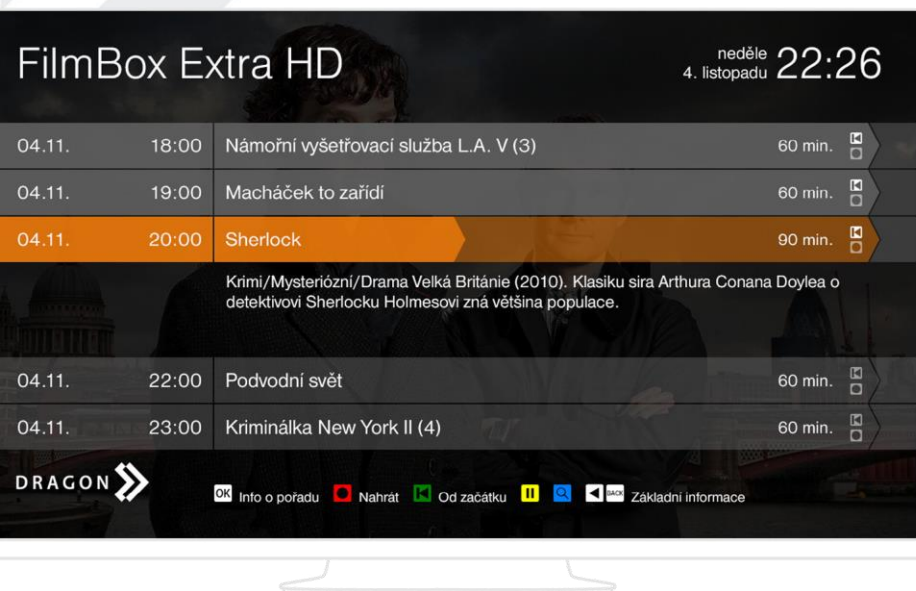 FilmBox Extra HD
neděle
4. listopadu 22:26
04.11. 18:00 Námořní vyšetřovací služba L.A. V (3) 60 min.
04.11. 19:00 Macháček to zařídí 60 min.
04.11. 20:00 Sherlock 90 min.
Krimi/Mysteriózní/Drama Velká Británie (2010). Klasiku sira Arthura Conana Doylea o
detektivovi Sherlocku Holmesovi zná většina populace.
04.11. 22:00 Podvodní svět 60 min.
04.11. 23:00 Kriminálka New York II (4) 60 min.
DRAGON
OK Info o pořadu Nahrát Od začátku BACK Základní informace